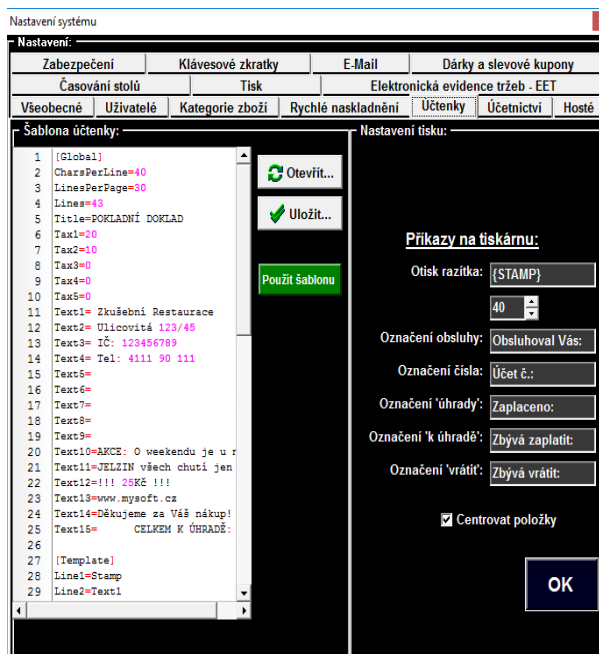 Nastavení systému
Nastavení:
Zabezpečení Klávesové zkratky E-Mail Dárky a slevové kupony
Časování stolů Tisk Elektronická evidence tržeb - EET
Všeobecné Uživatelé Kategorie zboží Rychlé naskladnění Účtenky Účetnictví Hosté
Šablona účtenky:
1 [Global]
2 CharsPerLine=40
3 LinesPerPage=30
4 Lines=43
5 Title=POKLADNÍ DOKLAD
6 Tax1=20
7 Tax2=10
8 Tax3=0
9 Tax4=0
10 Tax5=0
11 Text1= Zkušební Restaurace
12 Text2= Ulicovitá 123/45
13 Text3= IČ: 123456789
14 Text4= Tel: 4111 90 111
15 Text5=
16 Text6=
17 Text7=
18 Text8=
19 Text9=
20 Text10=AKCE: O weekendu je u
21 Text11=JELZIN všech chutí jen
22 Text12=!!! 25Kč !!!
23 Text13=www.mysoft.cz
24 Text14=Děkujeme za Váš nákup!
25 Text15= CELKEM K ÚHRADĚ:
26
27 [Template]
28 Line1=Stamp
29 Line2=Text1
Otevřít...
Uložit...
Použít šablonu
Nastavení tisku:
Příkazy na tiskárnu:
Otisk razítka: {STAMP}
40
Označení obsluhy: Obsluhoval Vás:
Označení čísla: Účet č.:
Označení 'úhrady': Zaplaceno:
Označení 'k úhradě': Zbývá zaplatit:
Označení 'vrátit': Zbývá vrátit:
Centrovat položky
OK